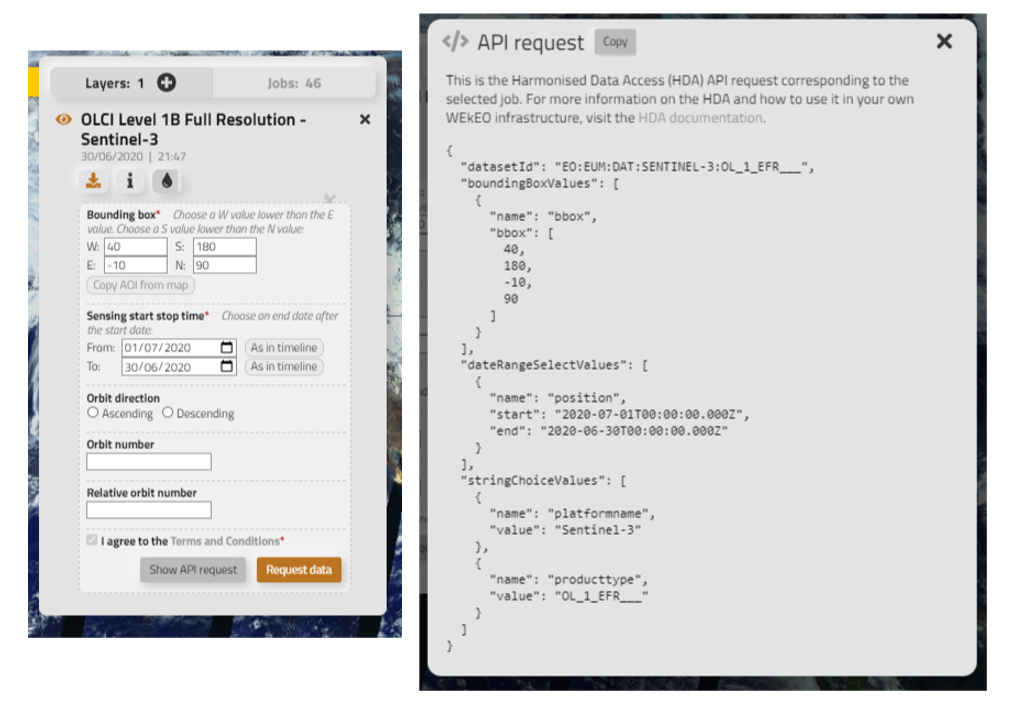 Layers: 1
Jobs: 46
OLCI Level 1B Full Resolution -
Sentinel-3
30/06/2020 | 21:47
Bounding box* Choose a W value lower than the E
value. Choose a S value lower than the N value:
W: 40 S: 180
E: -10 N: 90
Copy AOI from map
Sensing start stop time* Choose an end date after
the start date:
From: 01/07/2020 As in timeline
To: 30/06/2020 As in timeline
Orbit direction
Ascending Descending
Orbit number
Relative orbit number
I agree to the Terms and Conditions*
Show API request Request data
</> API request Copy
This is the Harmonised Data Access (HDA) API request corresponding to the
selected job. For more information on the HDA and how to use it in your own
WEkEO infrastructure, visit the HDA documentation.
{
"datasetId": "EO:EUM:DAT:SENTINEL-3:OL_1_EFR___",
"boundingBoxValues": [
{
"name": "bbox",
"bbox": [
40,
180,
-10,
90
]
}
],
"dateRangeSelectValues": [
{
"name": "position",
"start": "2020-07-01T00:00:00.000Z",
"end": "2020-06-30T00:00:00.000Z"
}
],
"stringChoiceValues": [
{
"name": "platformname",
"value": "Sentinel-3"
},
{
"name": "producttype",
"value": "OL_1_EFR___"
}
]
}